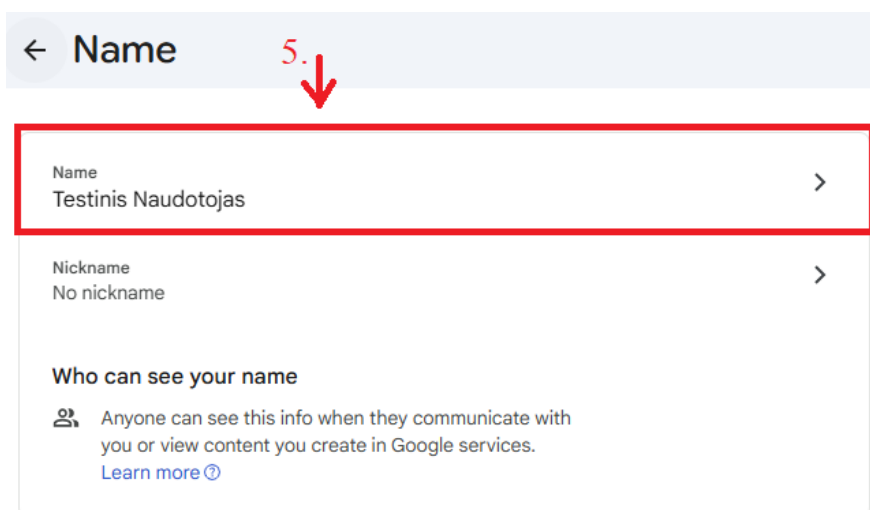 Name
5.
Name
Testinis Naudotojas
Nickname
No nickname
Who can see your name
Anyone can see this info when they communicate with
you or view content you create in Google services.
Learn more